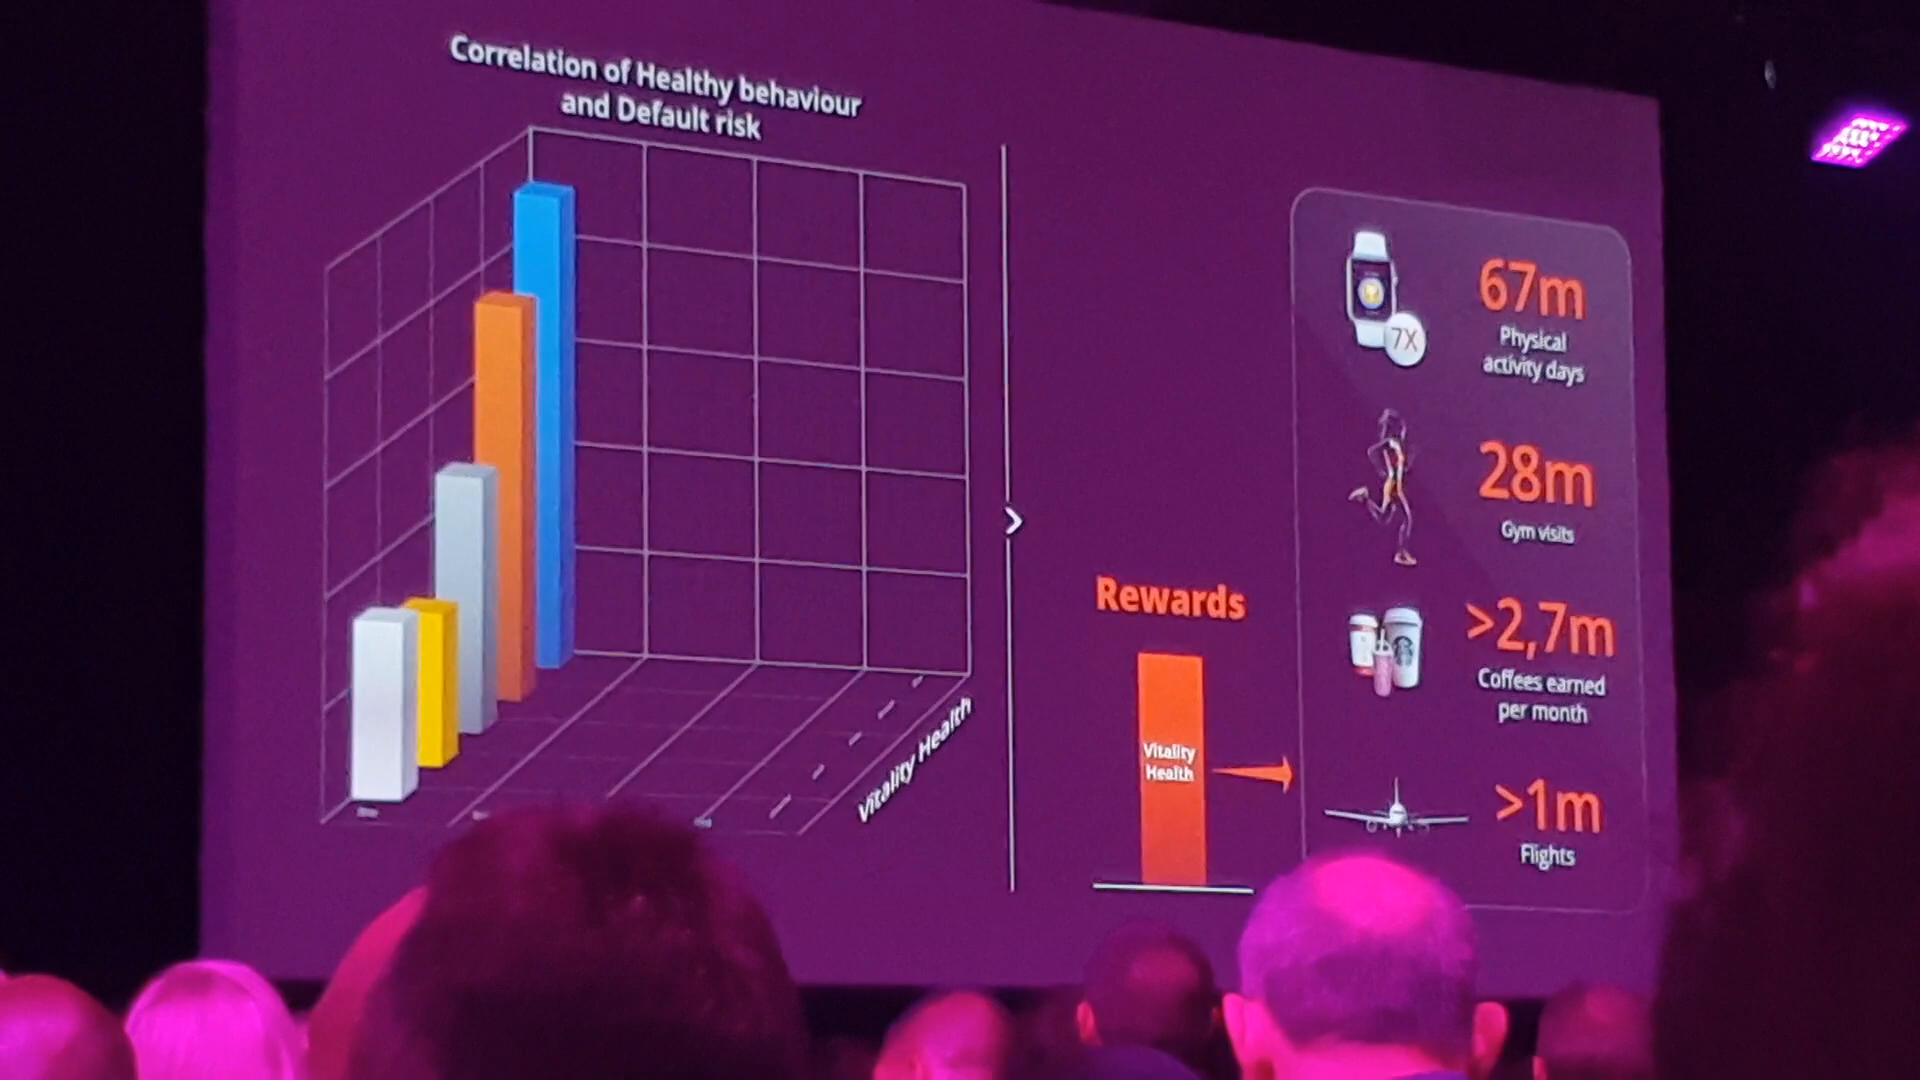 Correlation of Healthy behaviour
and Default risk
Vitality Health
Rewards
Vitality
Health
7X
67m
Physical
activity days
28m
Gym visits
>2,7m
Coffees earned
per month
>1m
Flights